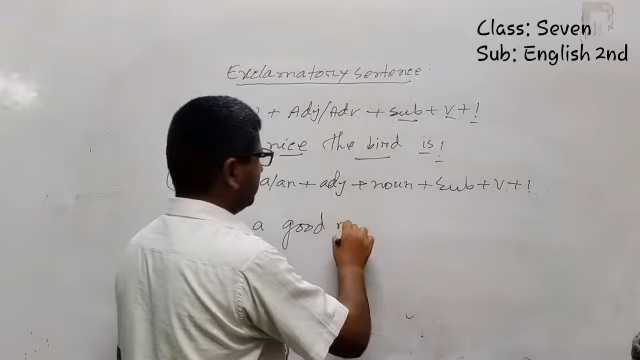 Class: Seven
Sub: English 2nd
Exclamatory sentence.
+ Adj/Adv + sub + v + !
nice the bird is!
a/an + adj + noun + sub + v + !
a good